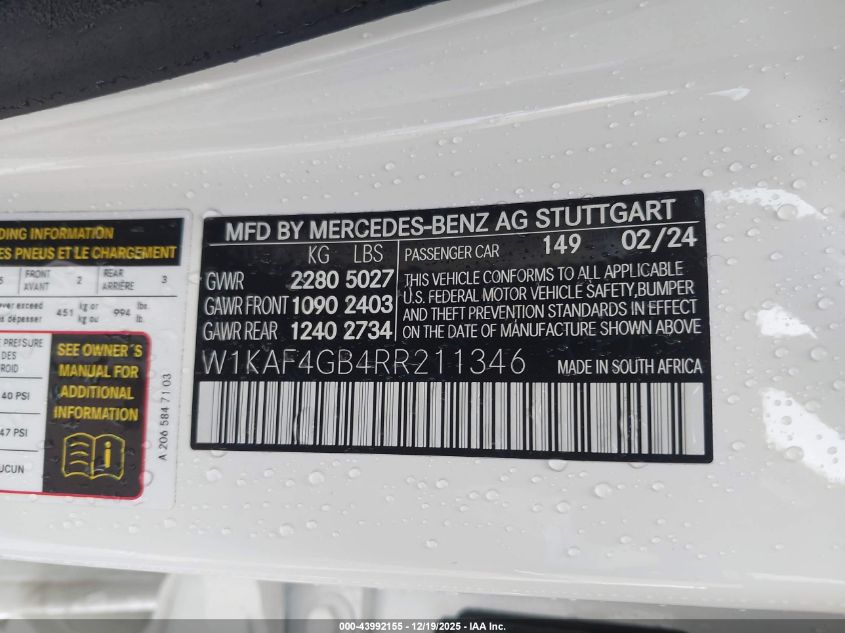 DING INFORMATION
ES PNEUS ET LE CHARGEMENT
5 FRONT AVANT 2 REAR ARRIÈRE 3
ever exceed 451 kg or 994 lbs.
is dépasser kg ou lb.
E PRESSURE
DES
ROID
40 PSI
47 PSI
UCUN
SEE OWNER´S
MANUAL FOR
ADDITIONAL
INFORMATION
A 206 584 71 03
MFD BY MERCEDES-BENZ AG STUTTGART
KG LBS
GVWR 2280 5027
GAWR FRONT 1090 2403
GAWR REAR 1240 2734
PASSENGER CAR 149 02/24
THIS VEHICLE CONFORMS TO ALL APPLICABLE
U.S. FEDERAL MOTOR VEHICLE SAFETY,BUMPER
AND THEFT PREVENTION STANDARDS IN EFFECT
ON THE DATE OF MANUFACTURE SHOWN ABOVE
W1KAF4GB4RR211346 MADE IN SOUTH AFRICA
000-43992155 - 12/19/2025 - IAA Inc.